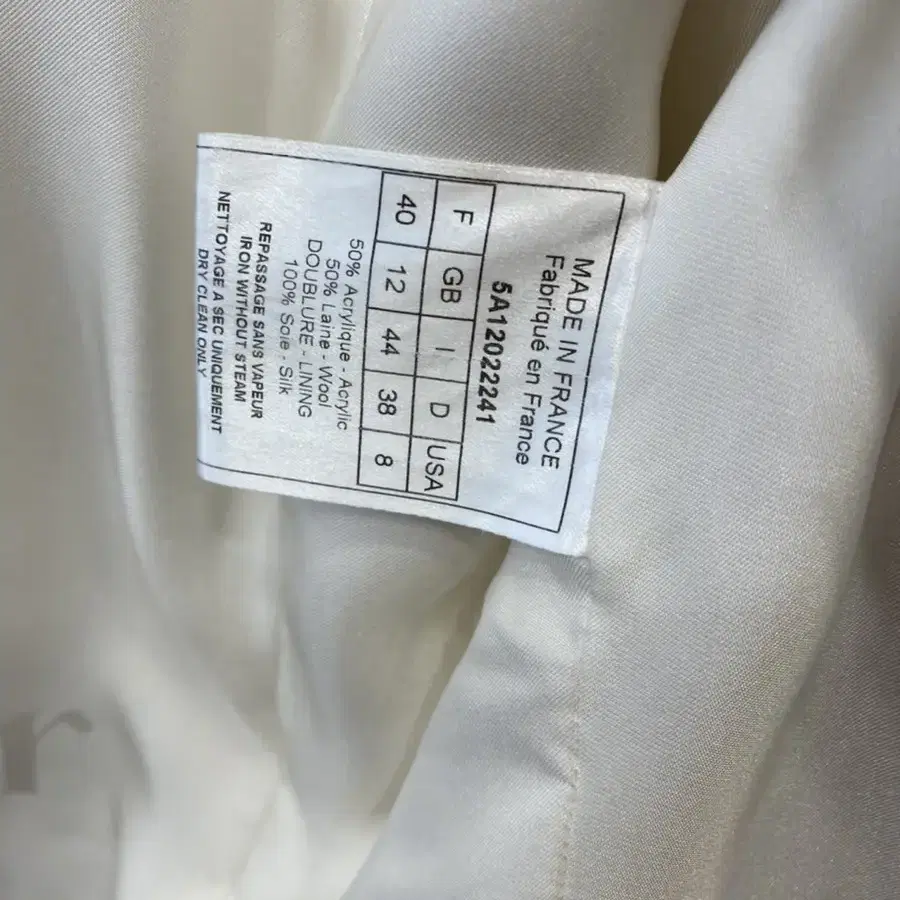 MADE IN FRANCE
Fabriqué en France
5A12022241
F GB I D USA
40 12 44 38 8
50% Acrylique - Acrylic
50% Laine - Wool
DOUBLURE - LINING
100% Soie - Silk
REPASSAGE SANS VAPEUR
IRON WITHOUT STEAM
NETTOYAGE A SEC UNIQUEMENT
DRY CLEAN ONLY
r